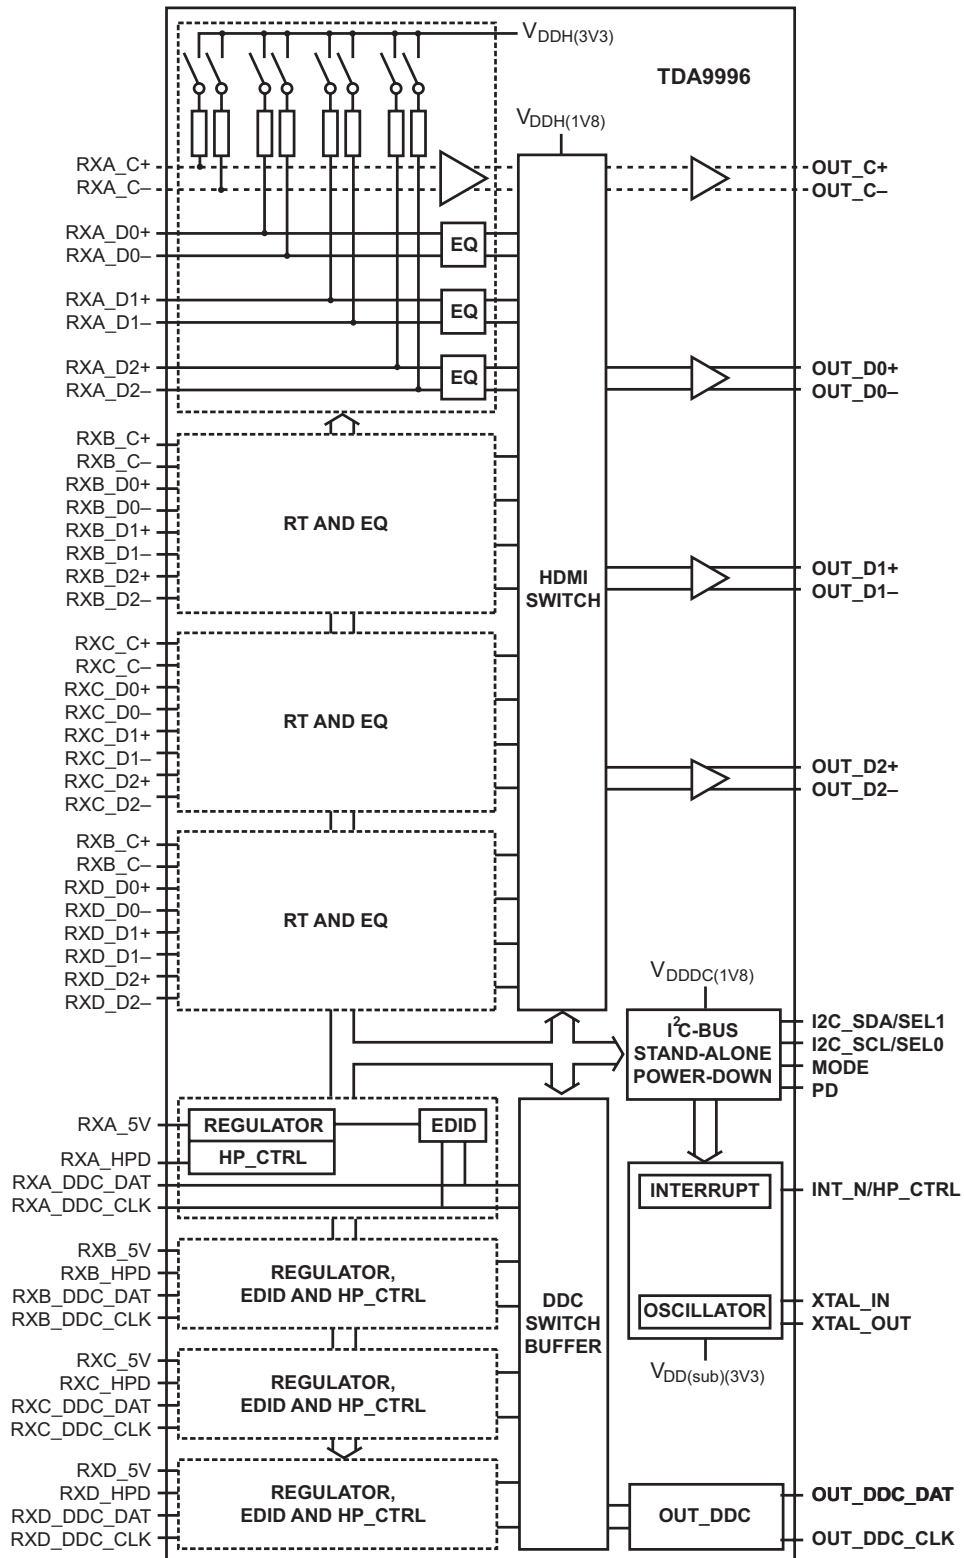 VDDH(3V3)
TDA9996
VDDH(1V8)
RXA_C+
RXA_C–
OUT_C+
OUT_C–
RXA_D0+
RXA_D0–
EQ
RXA_D1+
RXA_D1–
EQ
RXA_D2+
RXA_D2–
EQ
OUT_D0+
OUT_D0–
RXB_C+
RXB_C–
RXB_D0+
RXB_D0–
RXB_D1+
RXB_D1–
RXB_D2+
RXB_D2–
RT AND EQ
HDMI
SWITCH
OUT_D1+
OUT_D1–
RXC_C+
RXC_C–
RXC_D0+
RXC_D0–
RXC_D1+
RXC_D1–
RXC_D2+
RXC_D2–
RT AND EQ
OUT_D2+
OUT_D2–
RXB_C+
RXB_C–
RXD_D0+
RXD_D0–
RXD_D1+
RXD_D1–
RXD_D2+
RXD_D2–
RT AND EQ
VDDDC(1V8)
I²C-BUS
STAND-ALONE
POWER-DOWN
I2C_SDA/SEL1
I2C_SCL/SEL0
MODE
PD
RXA_5V
RXA_HPD
RXA_DDC_DAT
RXA_DDC_CLK
REGULATOR
HP_CTRL
EDID
INTERRUPT
INT_N/HP_CTRL
OSCILLATOR
XTAL_IN
XTAL_OUT
VDD(sub)(3V3)
RXB_5V
RXB_HPD
RXB_DDC_DAT
RXB_DDC_CLK
REGULATOR,
EDID AND HP_CTRL
DDC
SWITCH
BUFFER
RXC_5V
RXC_HPD
RXC_DDC_DAT
RXC_DDC_CLK
REGULATOR,
EDID AND HP_CTRL
RXD_5V
RXD_HPD
RXD_DDC_DAT
RXD_DDC_CLK
REGULATOR,
EDID AND HP_CTRL
OUT_DDC
OUT_DDC_DAT
OUT_DDC_CLK